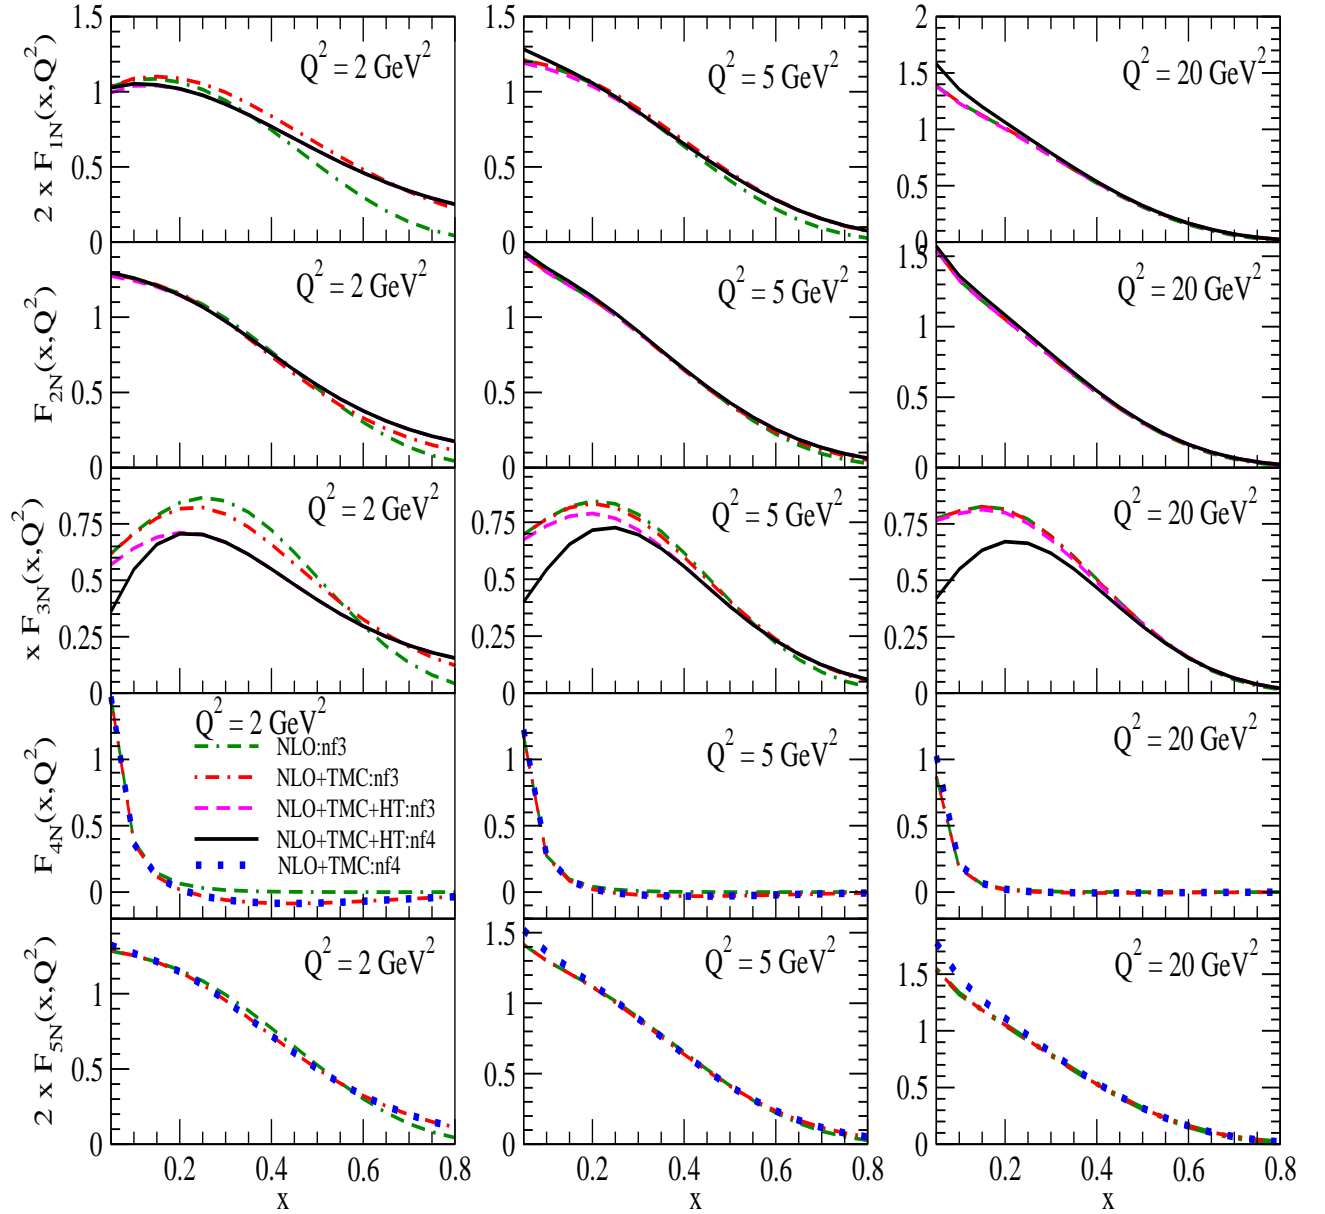 2 x F1N(x,Q²)
1.5
1
0.5
0
Q² = 2 GeV²
1.5
1
0.5
0
Q² = 5 GeV²
2
1.5
1
0.5
0
Q² = 20 GeV²
F2N(x,Q²)
1
0.5
0
Q² = 2 GeV²
1
0.5
0
Q² = 5 GeV²
1.5
1
0.5
0
Q² = 20 GeV²
x F3N(x,Q²)
0.75
0.5
0.25
0
Q² = 2 GeV²
0.75
0.5
0.25
0
Q² = 5 GeV²
0.75
0.5
0.25
0
Q² = 20 GeV²
F4N(x,Q²)
1
0.5
0
Q² = 2 GeV²
NLO:nf3
NLO+TMC:nf3
NLO+TMC+HT:nf3
NLO+TMC+HT:nf4
NLO+TMC:nf4
1
0.5
0
Q² = 5 GeV²
1
0.5
0
Q² = 20 GeV²
2 x F5N(x,Q²)
1
0.5
0
Q² = 2 GeV²
1.5
1
0.5
0
Q² = 5 GeV²
1.5
1
0.5
0
Q² = 20 GeV²
0.2 0.4 0.6 0.8
x
0.2 0.4 0.6 0.8
x
0.2 0.4 0.6 0.8
x